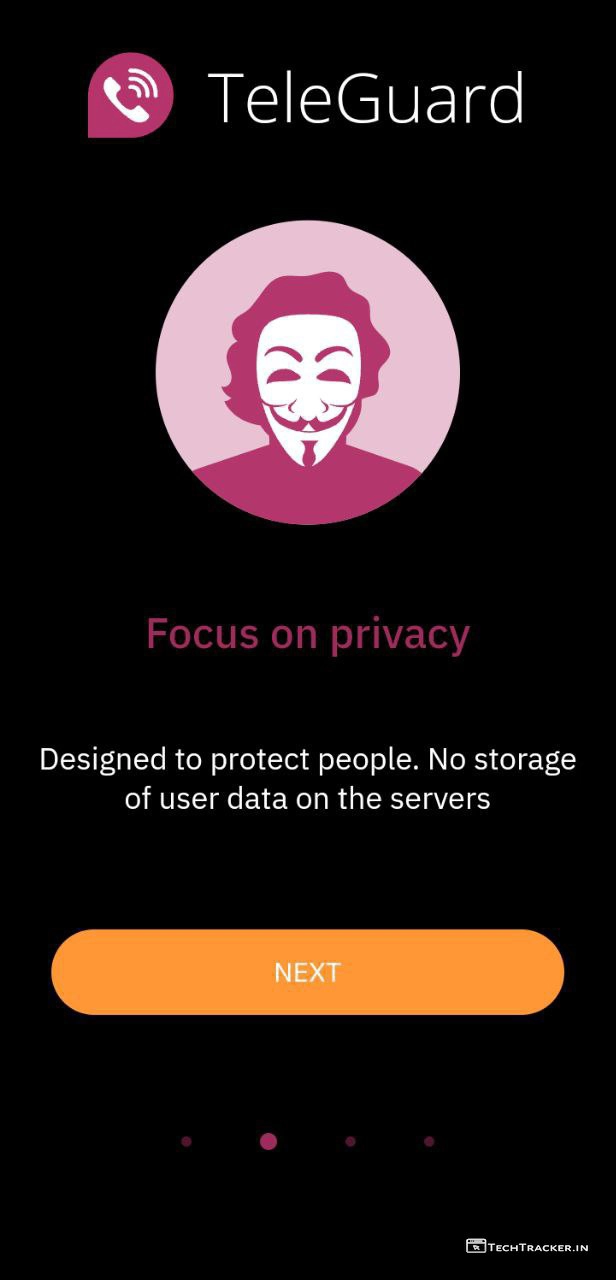 TeleGuard
Focus on privacy
Designed to protect people. No storage
of user data on the servers
NEXT
TECHTRACKER.IN